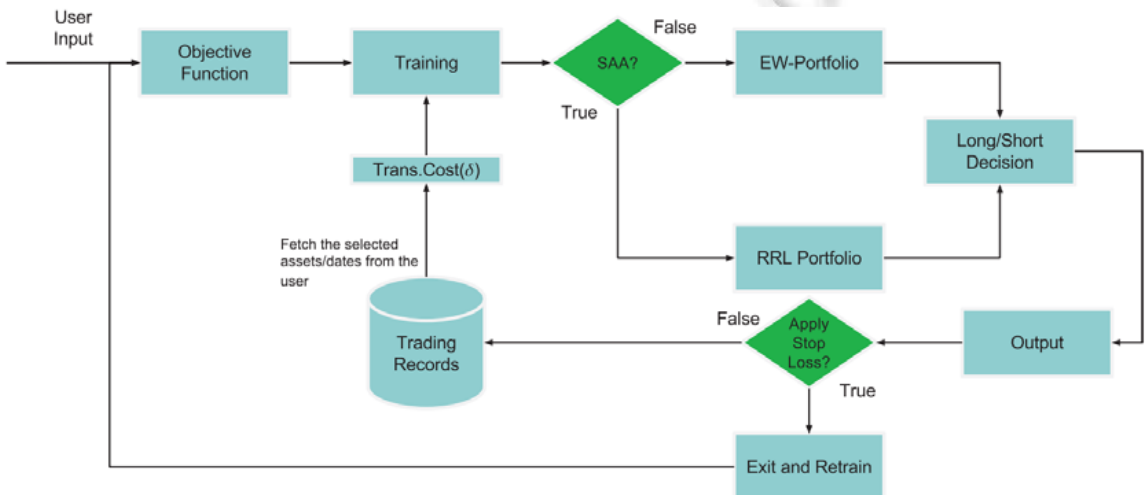 User
Input
Objective
Function
Training
SAA?
False
True
EW-Portfolio
Long/Short
Decision
Trans.Cost(δ)
Fetch the selected
assets/dates from the
user
RRL Portfolio
Trading
Records
False
Apply
Stop
Loss?
True
Output
Exit and Retrain